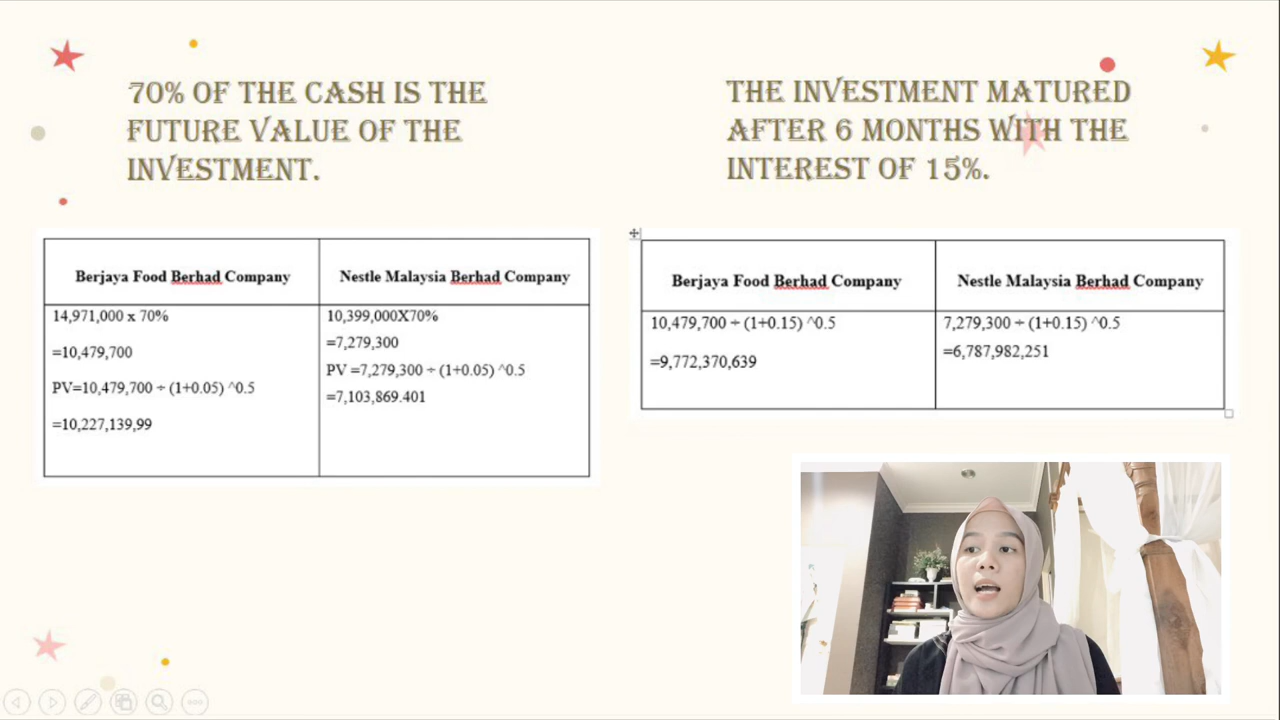 70% OF THE CASH IS THE
FUTURE VALUE OF THE
INVESTMENT.
Berjaya Food Berhad Company
Nestle Malaysia Berhad Company
14,971,000 x 70%
=10,479,700
PV=10,479,700 ÷ (1+0.05) ^0.5
=10,227,139,99
10,399,000X70%
=7,279,300
PV =7,279,300 ÷ (1+0.05) ^0.5
=7,103,869.401
THE INVESTMENT MATURED
AFTER 6 MONTHS WITH THE
INTEREST OF 15%.
Berjaya Food Berhad Company
Nestle Malaysia Berhad Company
10,479,700 ÷ (1+0.15) ^0.5
=9,772,370,639
7,279,300 ÷ (1+0.15) ^0.5
=6,787,982,251